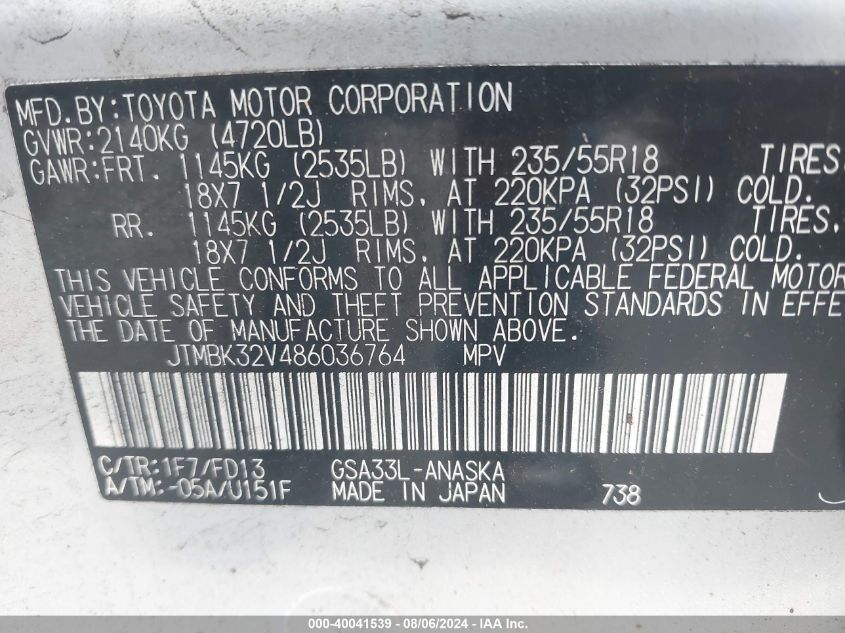 MFD.BY:TOYOTA MOTOR CORPORATION
GVWR:2140KG (4720LB)
GAWR:FRT. 1145KG (2535LB) WITH 235/55R18 TIRES.
18X7 1/2J RIMS. AT 220KPA (32PSI) COLD.
RR. 1145KG (2535LB) WITH 235/55R18 TIRES.
18X7 1/2J RIMS. AT 220KPA (32PSI) COLD.
THIS VEHICLE CONFORMS TO ALL APPLICABLE FEDERAL MOTOR
VEHICLE SAFETY AND THEFT PREVENTION STANDARDS IN EFFE
THE DATE OF MANUFACTURE SHOWN ABOVE.
JTMBK32V486036764 MPV
C/TR:1F7/FD13 GSA33L-ANASKA
A/TM:-05A/U151F MADE IN JAPAN 738
000-40041539 - 08/06/2024 - IAA Inc.